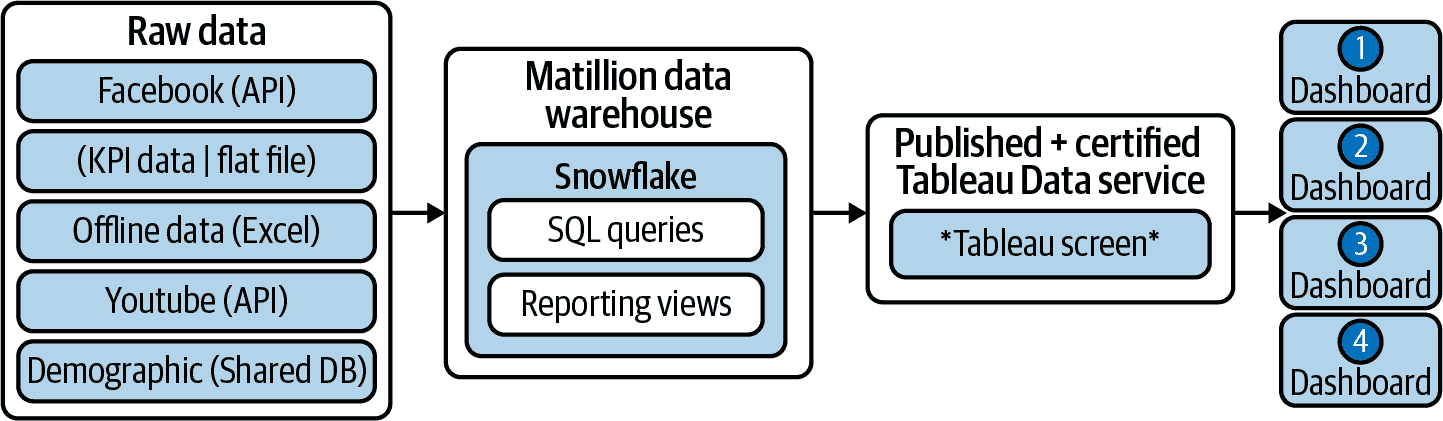 Raw data
Facebook (API)
(KPI data | flat file)
Offline data (Excel)
Youtube (API)
Demographic (Shared DB)
Matillion data
warehouse
Snowflake
SQL queries
Reporting views
Published + certified
Tableau Data service
*Tableau screen*
1
Dashboard
2
Dashboard
3
Dashboard
4
Dashboard